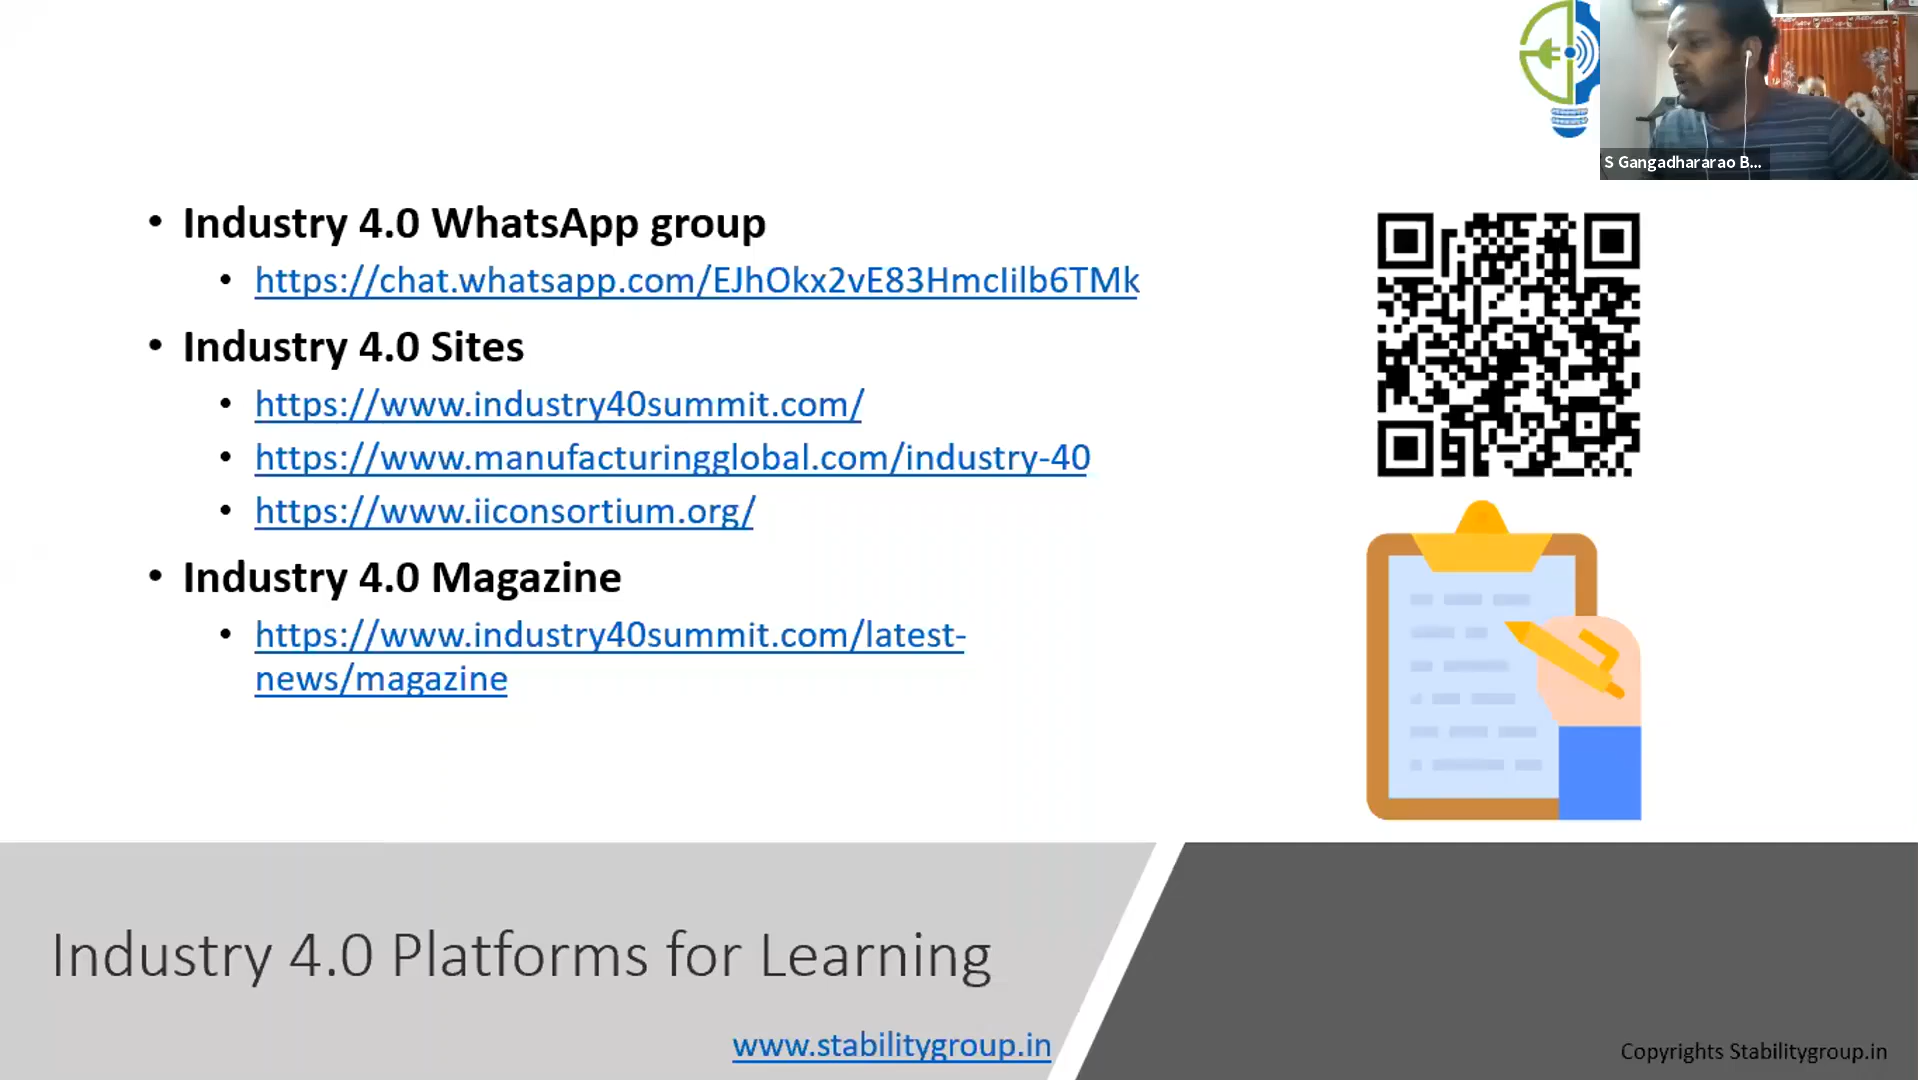 S Gangadhararao B...
• Industry 4.0 WhatsApp group
• https://chat.whatsapp.com/EJhOkx2vE83HmcIilb6TMk
• Industry 4.0 Sites
• https://www.industry40summit.com/
• https://www.manufacturingglobal.com/industry-40
• https://www.iiconsortium.org/
• Industry 4.0 Magazine
• https://www.industry40summit.com/latest-
news/magazine
Industry 4.0 Platforms for Learning
www.stabilitygroup.in
Copyrights Stabilitygroup.in